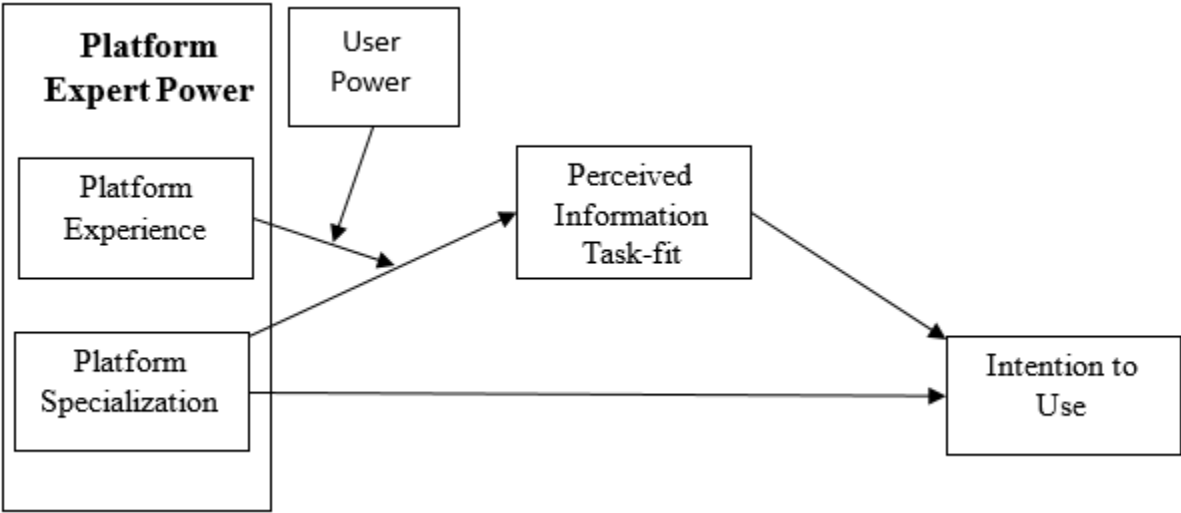 Platform
Expert Power
User
Power
Platform
Experience
Perceived
Information
Task-fit
Platform
Specialization
Intention to
Use